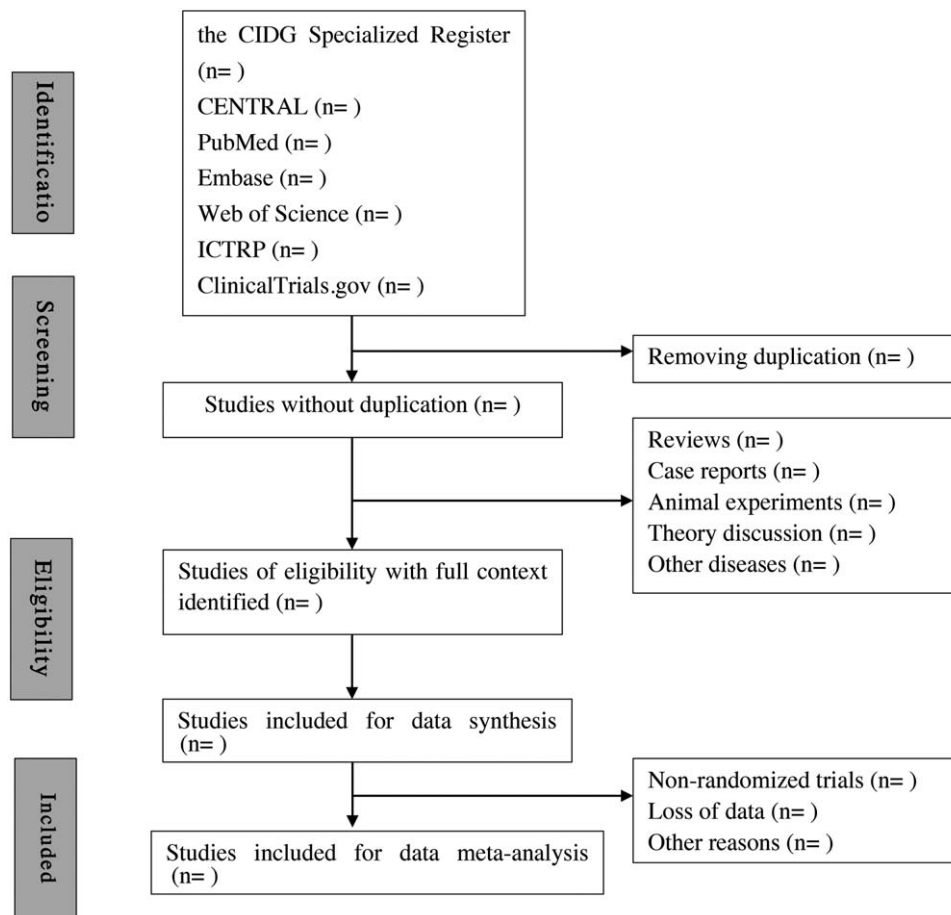 Identificatio
the CIDG Specialized Register
(n= )
CENTRAL (n= )
PubMed (n= )
Embase (n= )
Web of Science (n= )
ICTRP (n= )
ClinicalTrials.gov (n= )
Screening
Removing duplication (n= )
Studies without duplication (n= )
Reviews (n= )
Case reports (n= )
Animal experiments (n= )
Theory discussion (n= )
Other diseases (n= )
Eligibility
Studies of eligibility with full context
identified (n= )
Studies included for data synthesis
(n= )
Included
Non-randomized trials (n= )
Loss of data (n= )
Other reasons (n= )
Studies included for data meta-analysis
(n= )